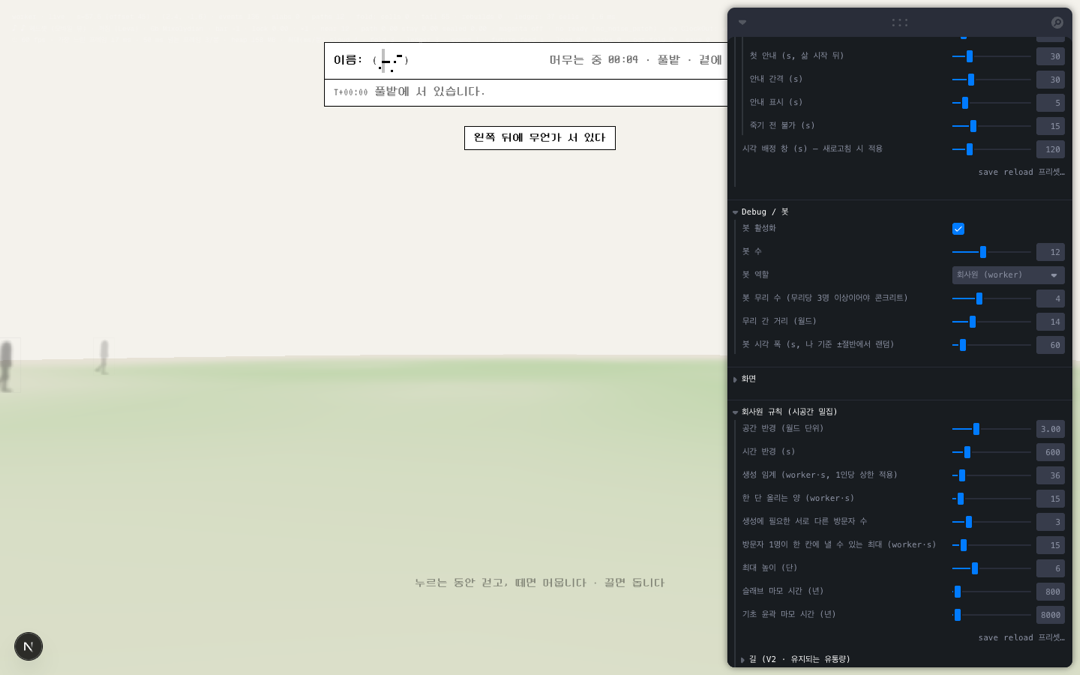 이름: (
머무는 중 00:04 · 풀밭 · 곁에
T+00:00 풀밭에 서 있습니다.
왼쪽 뒤에 무언가 서 있다
누르는 동안 걷고, 떼면 머뭅니다 · 끌면 돕니다
N
첫 안내 (s, 삶 시작 뒤) 30
안내 간격 (s) 30
안내 표시 (s) 5
죽기 전 불가 (s) 15
시각 배정 창 (s) — 새로고침 시 적용 120
save reload 프리셋…
Debug / 봇
봇 활성화
봇 수 12
봇 역할 회사원 (worker)
봇 무리 수 (무리당 3명 이상이어야 콘크리트) 4
무리 간 거리 (월드) 14
봇 시각 폭 (s, 나 기준 ±절반에서 랜덤) 60
화면
회사원 규칙 (시공간 밀집)
공간 반경 (월드 단위) 3.00
시간 반경 (s) 600
생성 임계 (worker·s, 1인당 상한 적용) 36
한 단 올리는 양 (worker·s) 15
생성에 필요한 서로 다른 방문자 수 3
방문자 1명이 한 칸에 낼 수 있는 최대 (worker·s) 15
최대 높이 (단) 6
슬래브 마모 시간 (년) 800
기초 윤곽 마모 시간 (년) 8000
save reload 프리셋…
길 (V2 · 유지되는 유통량)